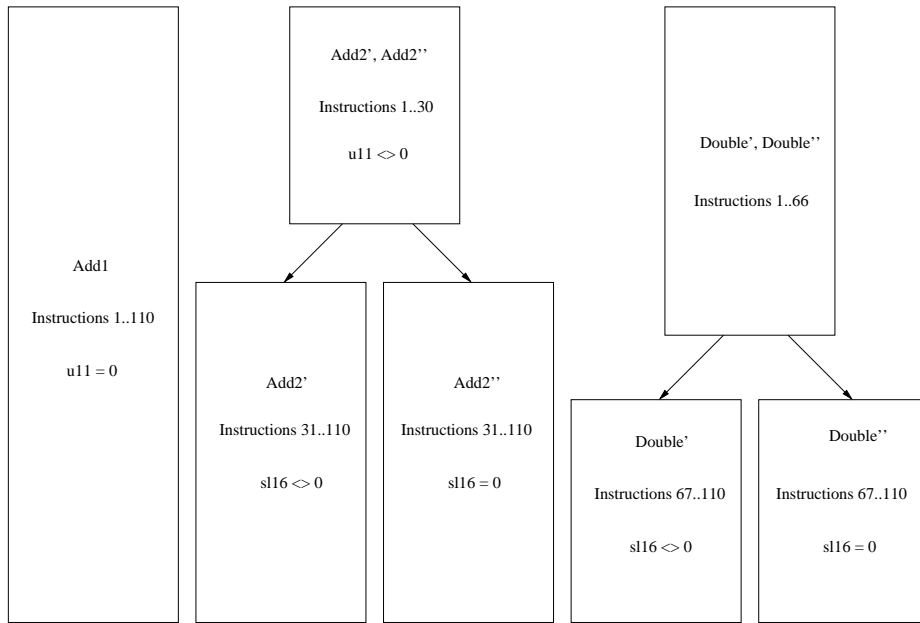 Add1
Instructions 1..110
u11 = 0
Add2’, Add2’’
Instructions 1..30
u11 <> 0
Add2’
Instructions 31..110
sl16 <> 0
Add2’’
Instructions 31..110
sl16 = 0
Double’, Double’’
Instructions 1..66
Double’
Instructions 67..110
sl16 <> 0
Double’’
Instructions 67..110
sl16 = 0